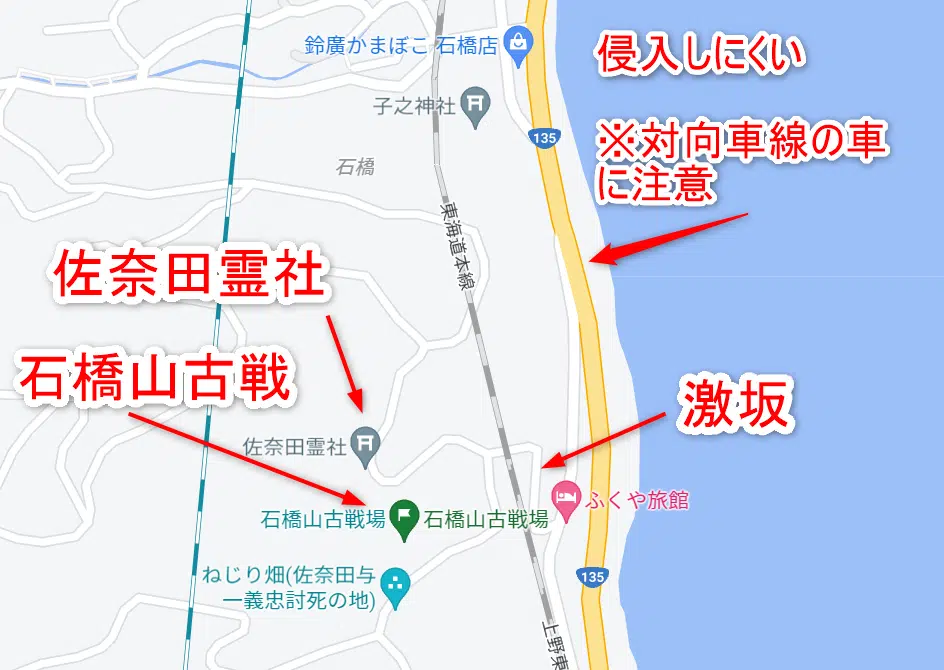 鈴廣かまぼこ 石橋店
侵入しにくい
子之神社
135
※対向車線の車
に注意
石橋
東海道本線
佐奈田霊社
石橋山古戦
激坂
佐奈田霊社
ふくや旅館
石橋山古戦場
石橋山古戦場
ねじり畑(佐奈田与
一義忠討死の地)
135
上野東